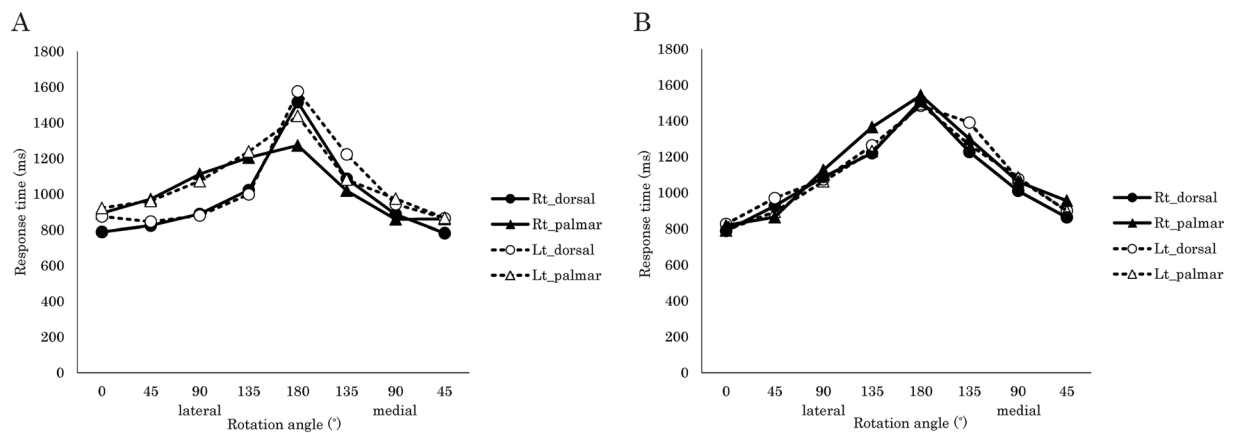 A
1800
1600
1400
1200
1000
800
600
400
200
0
Response time (ms)
0 45 90 135 180 135 90 45
lateral medial
Rotation angle (°)
Rt_dorsal
Rt_palmar
Lt_dorsal
Lt_palmar
B
1800
1600
1400
1200
1000
800
600
400
200
0
Response time (ms)
0 45 90 135 180 135 90 45
lateral medial
Rotation angle (°)
Rt_dorsal
Rt_palmar
Lt_dorsal
Lt_palmar